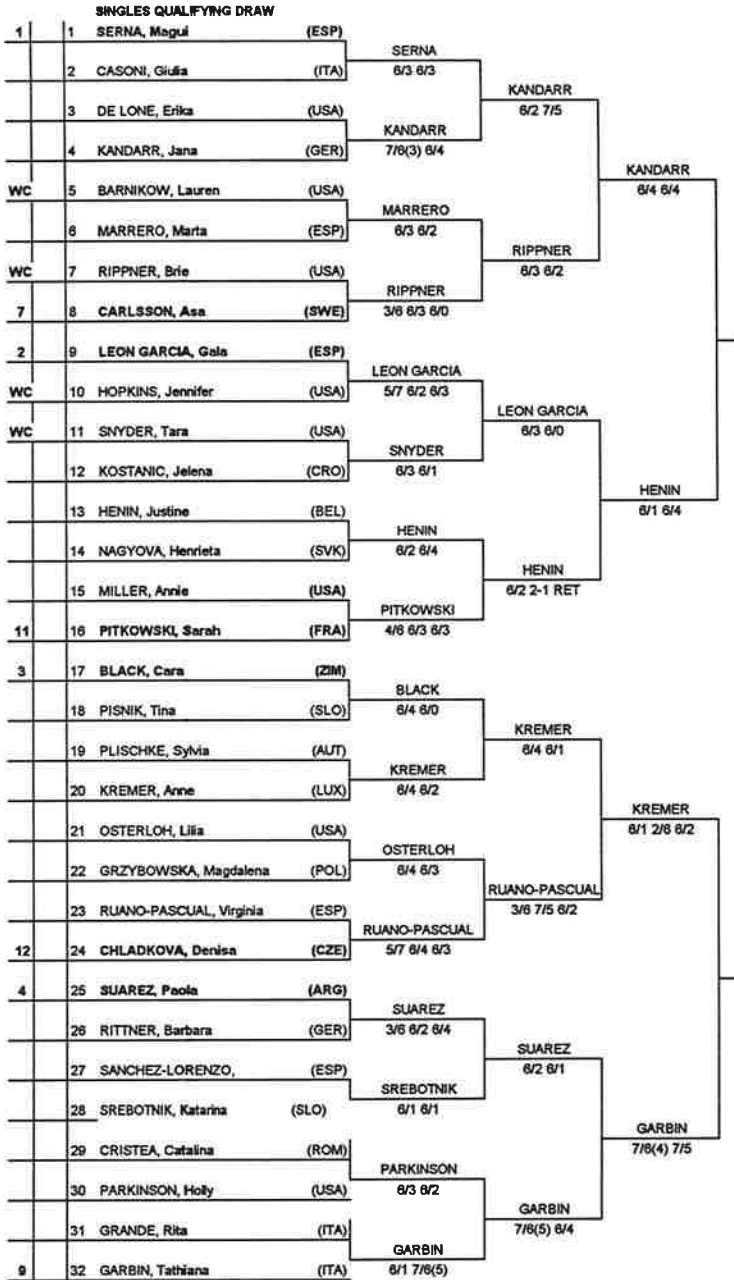 SINGLES QUALIFYING DRAW
1 1 SERNA, Magui (ESP)
SERNA
6/3 6/3
2 CASONI, Giulia (ITA)
KANDARR
6/2 7/5
3 DE LONE, Erika (USA)
KANDARR
7/6(3) 6/4
4 KANDARR, Jana (GER)
KANDARR
6/4 6/4
WC 5 BARNIKOW, Lauren (USA)
MARRERO
6/3 6/2
6 MARRERO, Marta (ESP)
RIPPNER
6/3 6/2
WC 7 RIPPNER, Brie (USA)
RIPPNER
3/6 6/3 6/0
7 8 CARLSSON, Asa (SWE)
2 9 LEON GARCIA, Gala (ESP)
LEON GARCIA
5/7 6/2 6/3
WC 10 HOPKINS, Jennifer (USA)
LEON GARCIA
6/3 6/0
WC 11 SNYDER, Tara (USA)
SNYDER
6/3 6/1
12 KOSTANIC, Jelena (CRO)
HENIN
6/1 6/4
13 HENIN, Justine (BEL)
HENIN
6/2 6/4
14 NAGYOVA, Henrieta (SVK)
HENIN
6/2 2-1 RET
15 MILLER, Annie (USA)
PITKOWSKI
4/6 6/3 6/3
11 16 PITKOWSKI, Sarah (FRA)
3 17 BLACK, Cara (ZIM)
BLACK
6/4 6/0
18 PISNIK, Tina (SLO)
KREMER
6/4 6/1
19 PLISCHKE, Sylvia (AUT)
KREMER
6/4 6/2
20 KREMER, Anne (LUX)
KREMER
6/1 2/6 6/2
21 OSTERLOH, Lilia (USA)
OSTERLOH
6/4 6/3
22 GRZYBOWSKA, Magdalena (POL)
RUANO-PASCUAL
3/6 7/5 6/2
23 RUANO-PASCUAL, Virginia (ESP)
RUANO-PASCUAL
5/7 6/4 6/3
12 24 CHLADKOVA, Denisa (CZE)
4 25 SUAREZ, Paola (ARG)
SUAREZ
3/6 6/2 6/4
26 RITTNER, Barbara (GER)
SUAREZ
6/2 6/1
27 SANCHEZ-LORENZO, (ESP)
SREBOTNIK
6/1 6/1
28 SREBOTNIK, Katarina (SLO)
GARBIN
7/6(4) 7/5
29 CRISTEA, Catalina (ROM)
PARKINSON
6/3 6/2
30 PARKINSON, Holly (USA)
GARBIN
7/6(5) 6/4
31 GRANDE, Rita (ITA)
GARBIN
6/1 7/6(5)
9 32 GARBIN, Tathiana (ITA)